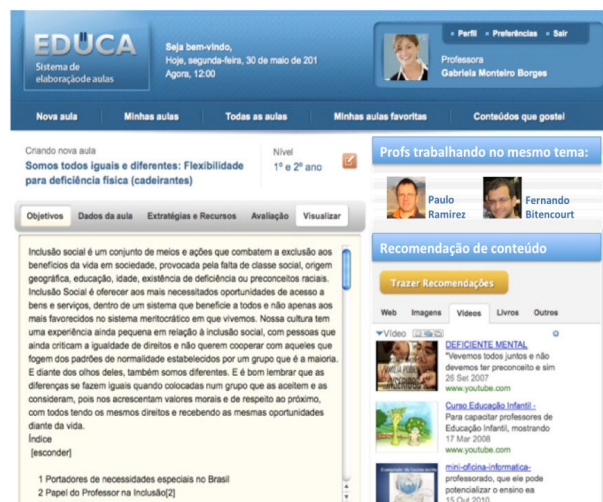 EDUCA
Sistema de
elaboraçãode aulas
Seja bem-vindo,
Hoje, segunda-feira, 30 de maio de 201
Agora, 12:00
Perfil Preferências Sair
Professora
Gabriela Monteiro Borges
Nova aula Minhas aulas Todas as aulas Minhas aulas favoritas Conteúdos que gostei
Criando nova aula
Somos todos iguais e diferentes: Flexibilidade
para deficiência física (cadeirantes)
Nível
1º e 2º ano
Objetivos Dados da aula Estratégias e Recursos Avaliação Visualizar
Inclusão social é um conjunto de meios e ações que combatem a exclusão aos
benefícios da vida em sociedade, provocada pela falta de classe social, origem
geográfica, educação, idade, existência de deficiência ou preconceitos raciais.
Inclusão Social é oferecer aos mais necessitados oportunidades de acesso a
bens e serviços, dentro de um sistema que beneficie a todos e não apenas aos
mais favorecidos no sistema meritocrático em que vivemos. Nossa cultura tem
uma experiência ainda pequena em relação à inclusão social, com pessoas que
ainda criticam a igualdade de direitos e não querem cooperar com aqueles que
fogem dos padrões de normalidade estabelecidos por um grupo que é a maioria.
E diante dos olhos deles, também somos diferentes. E é bom lembrar que as
diferenças se fazem iguais quando colocadas num grupo que as aceitem e as
consideram, pois nos acrescentam valores morais e de respeito ao próximo,
com todos tendo os mesmos direitos e recebendo as mesmas oportunidades
diante da vida.
Índice
[esconder]
1 Portadores de necessidades especiais no Brasil
2 Papel do Professor na Inclusão[2]
Profs trabalhando no mesmo tema:
Paulo
Ramirez
Fernando
Bitencourt
Recomendação de conteúdo
Trazer Recomendações
Web Imagens Vídeos Livros Outros
Vídeo
DEFICIENTE MENTAL
"Vevemos todos juntos e não
devemos ter preconceito e sim
26 Set 2007
www.youtube.com
Curso Educação Infantil -
Para capacitar professores de
Educação Infantil, mostrando
17 Mar 2008
www.youtube.com
mini-oficina-informatica-
professorado, que ele pode
potencializar o ensino ea
15 Out 2010